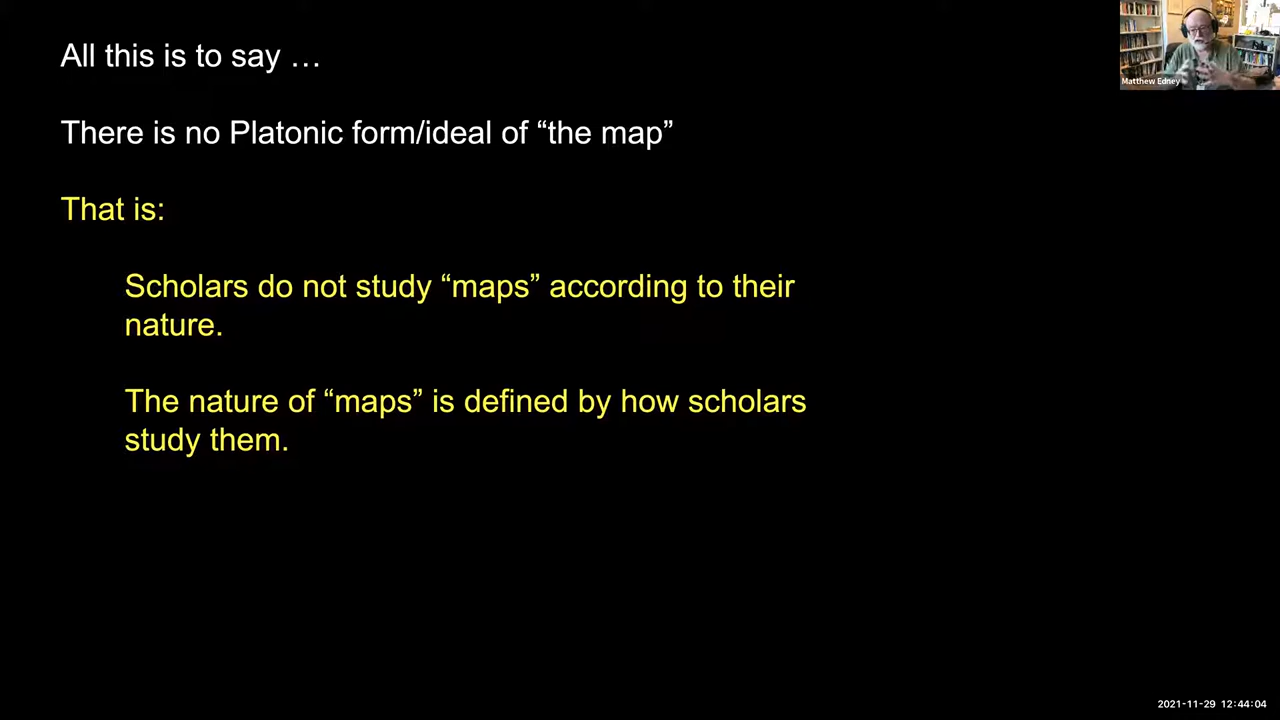 All this is to say …
There is no Platonic form/ideal of “the map”
That is:
Scholars do not study “maps” according to their
nature.
The nature of “maps” is defined by how scholars
study them.
Matthew Edney
2021-11-29 12:44:04